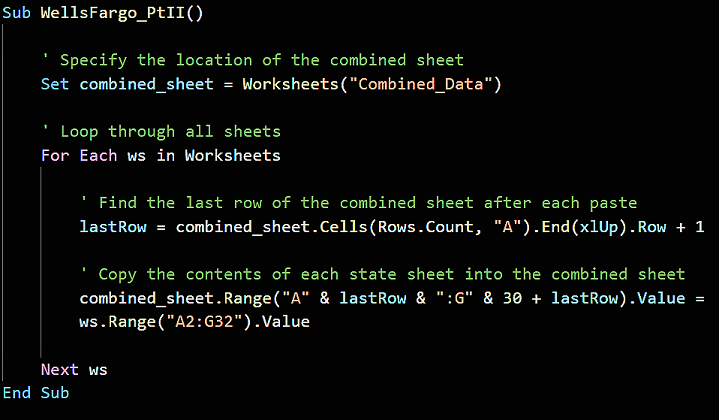 Sub WellsFargo_PtII()
' Specify the location of the combined sheet
Set combined_sheet = Worksheets("Combined_Data")
' Loop through all sheets
For Each ws in Worksheets
' Find the last row of the combined sheet after each paste
lastRow = combined_sheet.Cells(Rows.Count, "A").End(xlUp).Row + 1
' Copy the contents of each state sheet into the combined sheet
combined_sheet.Range("A" & lastRow & ":G" & 30 + lastRow).Value =
ws.Range("A2:G32").Value
Next ws
End Sub